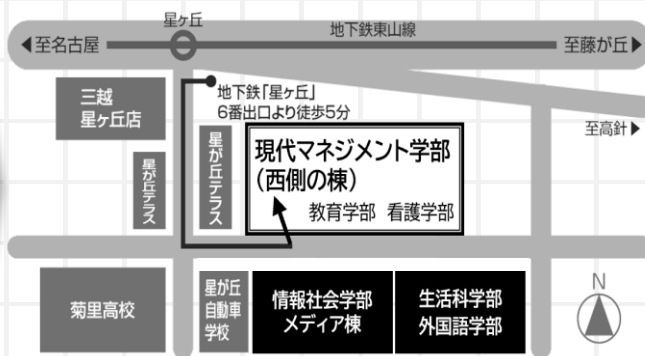 星ヶ丘
◀至名古屋
地下鉄東山線
至藤が丘▶
地下鉄「星ヶ丘」
6番出口より徒歩5分
三越
星ヶ丘店
至高針▶
星が丘テラス
星が丘テラス
現代マネジメント学部
(西側の棟)
教育学部 看護学部
菊里高校
星が丘
自動車
学校
情報社会学部
メディア棟
生活科学部
外国語学部
N